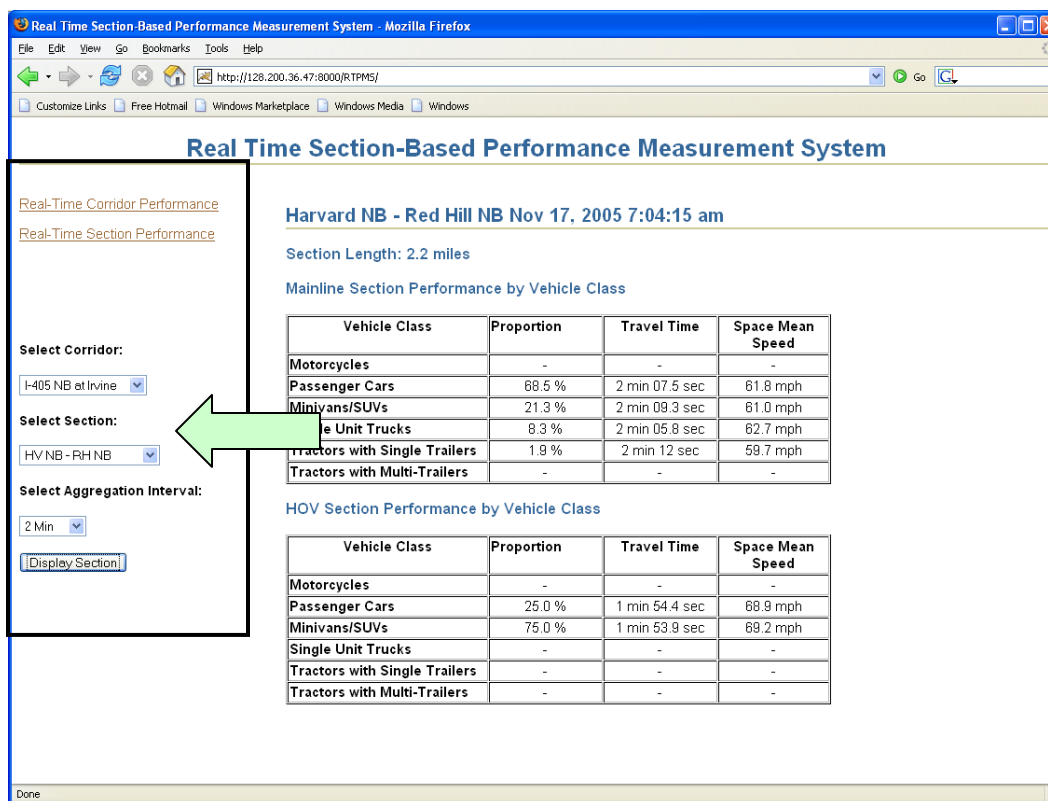 Real Time Section-Based Performance Measurement System - Mozilla Firefox
File Edit View Go Bookmarks Tools Help
http://128.200.36.47:8000/RTPMS/ Go G
Customize Links Free Hotmail Windows Marketplace Windows Media Windows
Real Time Section-Based Performance Measurement System
Real-Time Corridor Performance
Real-Time Section Performance
Select Corridor:
I-405 NB at Irvine
Select Section:
HV NB - RH NB
Select Aggregation Interval:
2 Min
Display Section
Harvard NB - Red Hill NB Nov 17, 2005 7:04:15 am
Section Length: 2.2 miles
Mainline Section Performance by Vehicle Class
Vehicle Class Proportion Travel Time Space Mean Speed
Motorcycles - - -
Passenger Cars 68.5 % 2 min 07.5 sec 61.8 mph
Minivans/SUVs 21.3 % 2 min 09.3 sec 61.0 mph
le Unit Trucks 8.3 % 2 min 05.8 sec 62.7 mph
Tractors with Single Trailers 1.9 % 2 min 12 sec 59.7 mph
Tractors with Multi-Trailers - - -
HOV Section Performance by Vehicle Class
Vehicle Class Proportion Travel Time Space Mean Speed
Motorcycles - - -
Passenger Cars 25.0 % 1 min 54.4 sec 68.9 mph
Minivans/SUVs 75.0 % 1 min 53.9 sec 69.2 mph
Single Unit Trucks - - -
Tractors with Single Trailers - - -
Tractors with Multi-Trailers - - -
Done